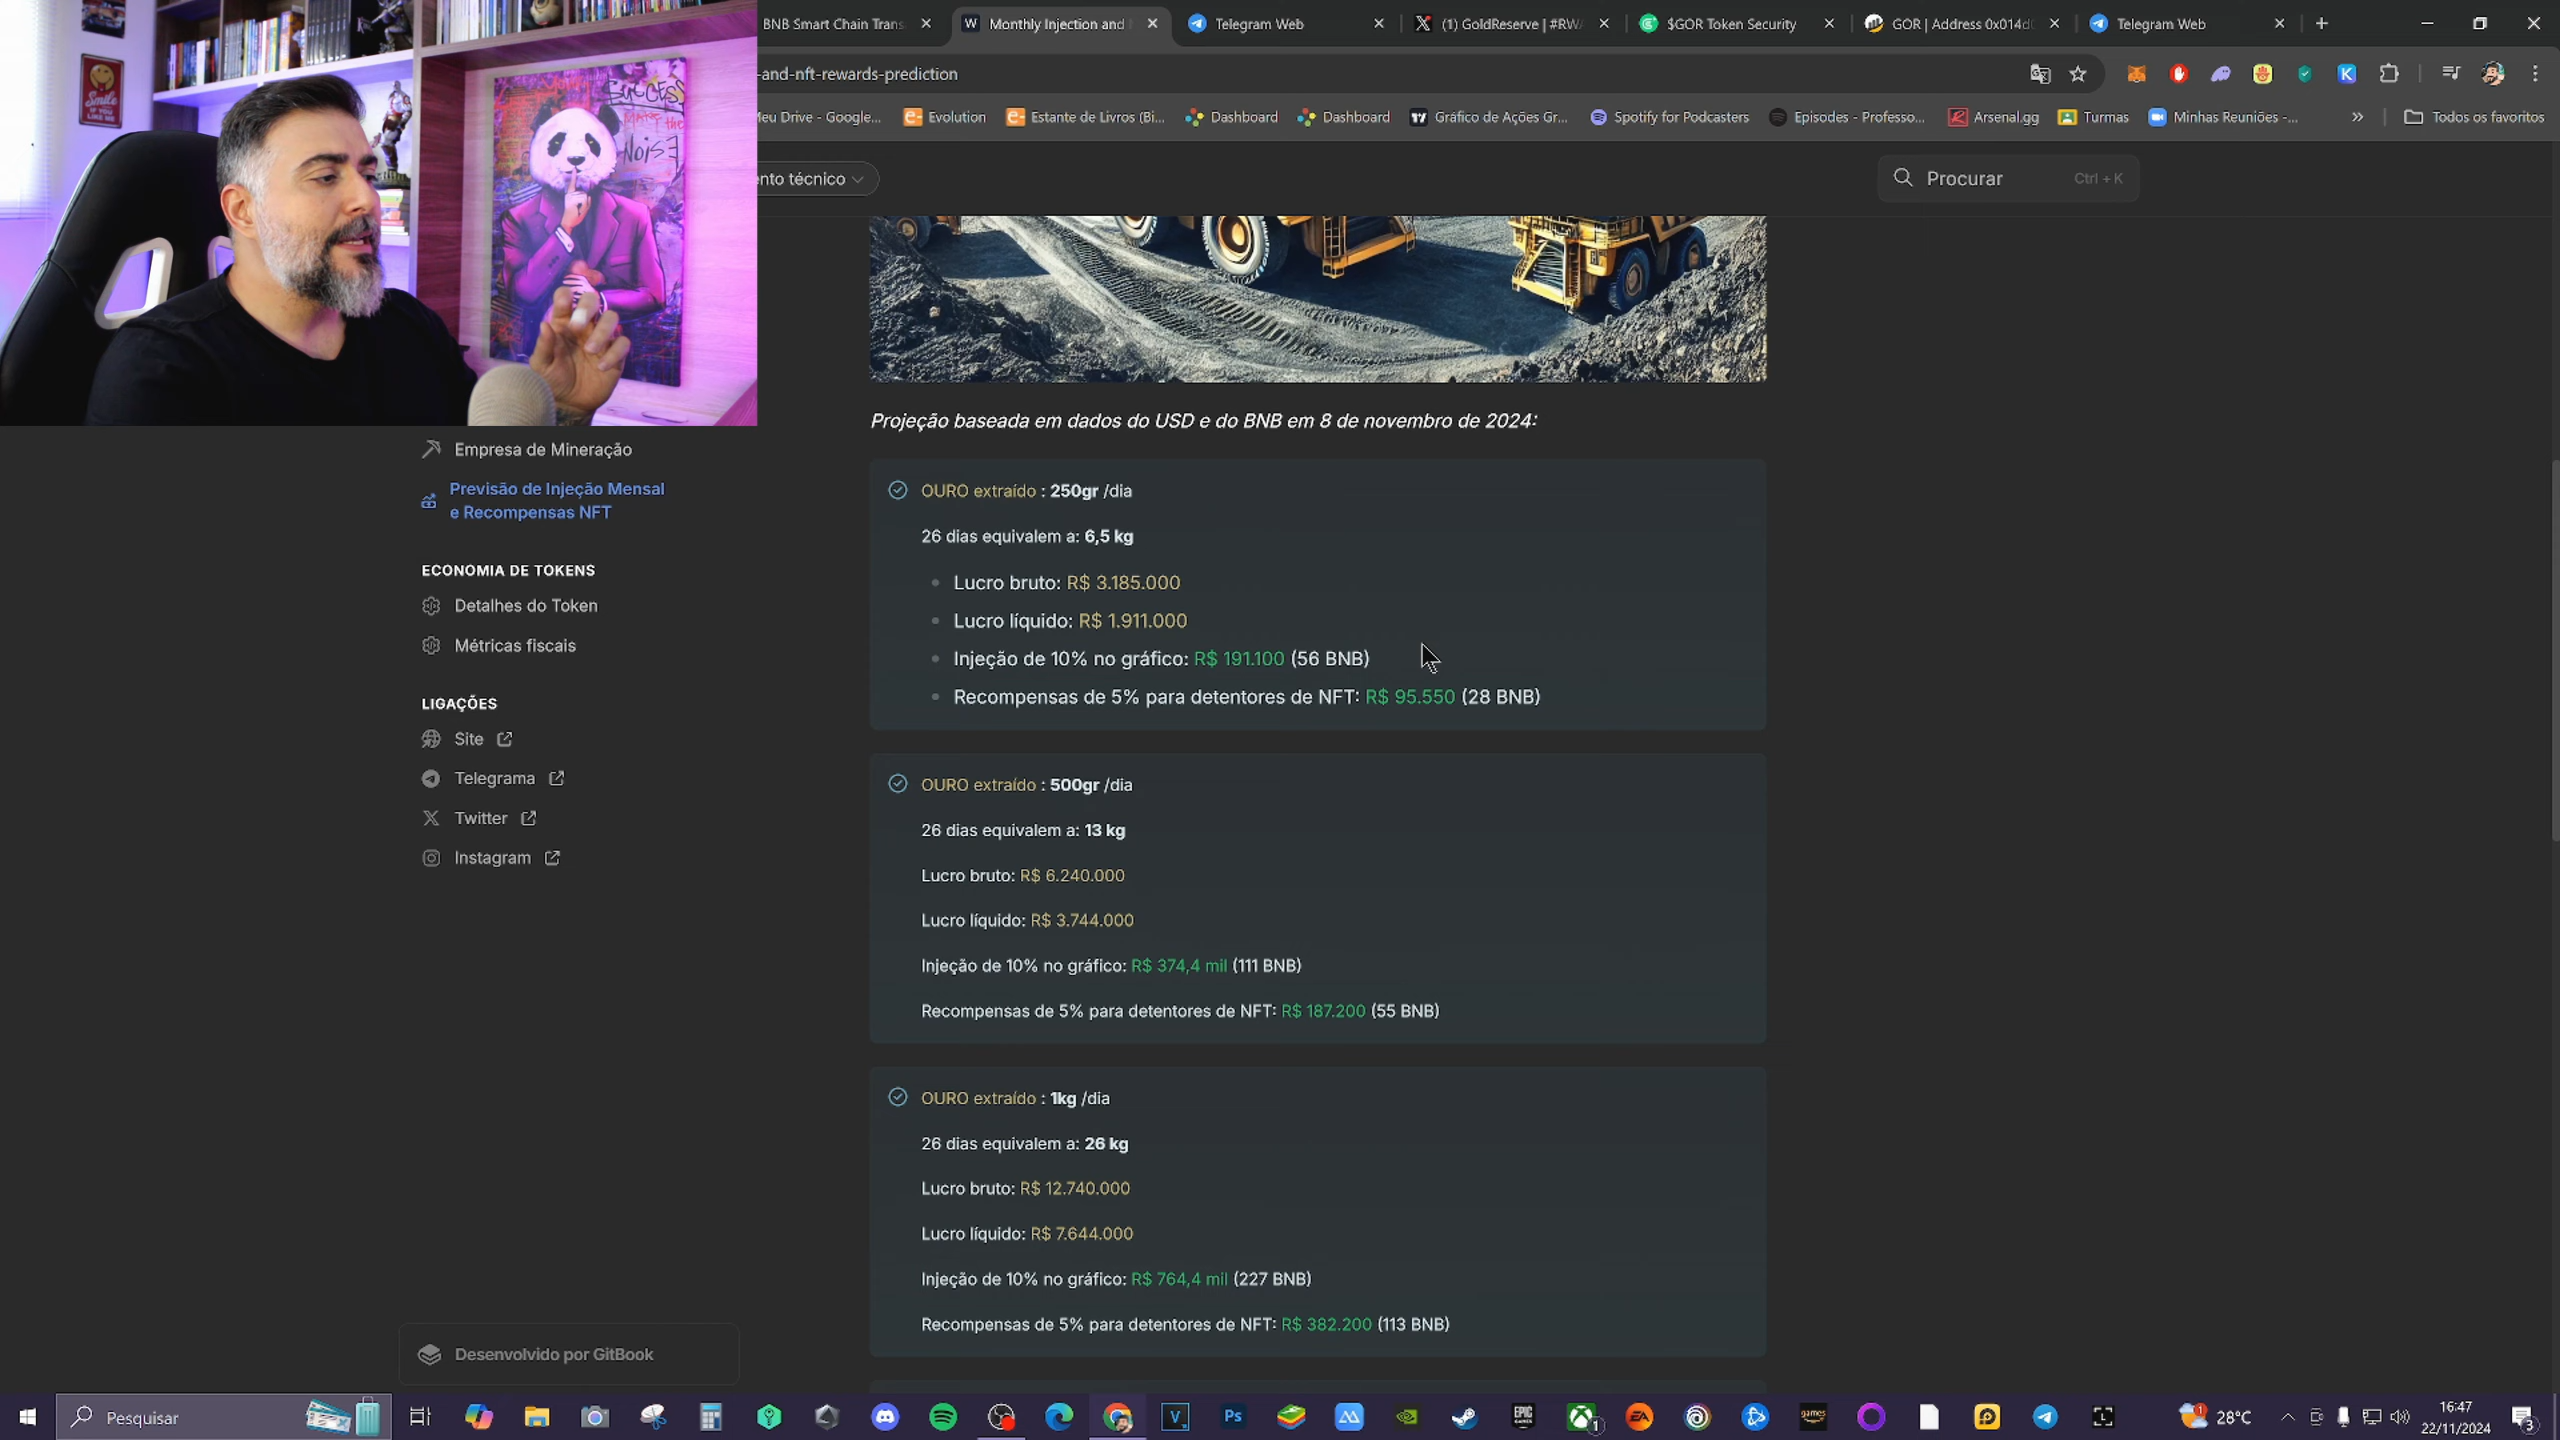 BNB Smart Chain Trans
Monthly Injection and
Telegram Web
(1) GoldReserve | #RW
$GOR Token Security
GOR | Address 0x014d
Telegram Web
-and-nft-rewards-prediction
Meu Drive - Google...
Evolution
Estante de Livros (Bi...
Dashboard
Dashboard
Gráfico de Ações Gr...
Spotify for Podcasters
Episodes - Professo...
Arsenal.gg
Turmas
Minhas Reuniões -...
»
Todos os favoritos
ento técnico
Procurar
Ctrl + K
Smile
IF YOU
LIKE ME
SUCCESS
NOISE
Projeção baseada em dados do USD e do BNB em 8 de novembro de 2024:
Empresa de Mineração
Previsão de Injeção Mensal
e Recompensas NFT
ECONOMIA DE TOKENS
Detalhes do Token
Métricas fiscais
LIGAÇÕES
Site
Telegrama
Twitter
Instagram
Desenvolvido por GitBook
OURO extraído : 250gr /dia
26 dias equivalem a: 6,5 kg
Lucro bruto: R$ 3.185.000
Lucro líquido: R$ 1.911.000
Injeção de 10% no gráfico: R$ 191.100 (56 BNB)
Recompensas de 5% para detentores de NFT: R$ 95.550 (28 BNB)
OURO extraído : 500gr /dia
26 dias equivalem a: 13 kg
Lucro bruto: R$ 6.240.000
Lucro líquido: R$ 3.744.000
Injeção de 10% no gráfico: R$ 374,4 mil (111 BNB)
Recompensas de 5% para detentores de NFT: R$ 187.200 (55 BNB)
OURO extraído : 1kg /dia
26 dias equivalem a: 26 kg
Lucro bruto: R$ 12.740.000
Lucro líquido: R$ 7.644.000
Injeção de 10% no gráfico: R$ 764,4 mil (227 BNB)
Recompensas de 5% para detentores de NFT: R$ 382.200 (113 BNB)
Pesquisar
28°C
16:47
22/11/2024